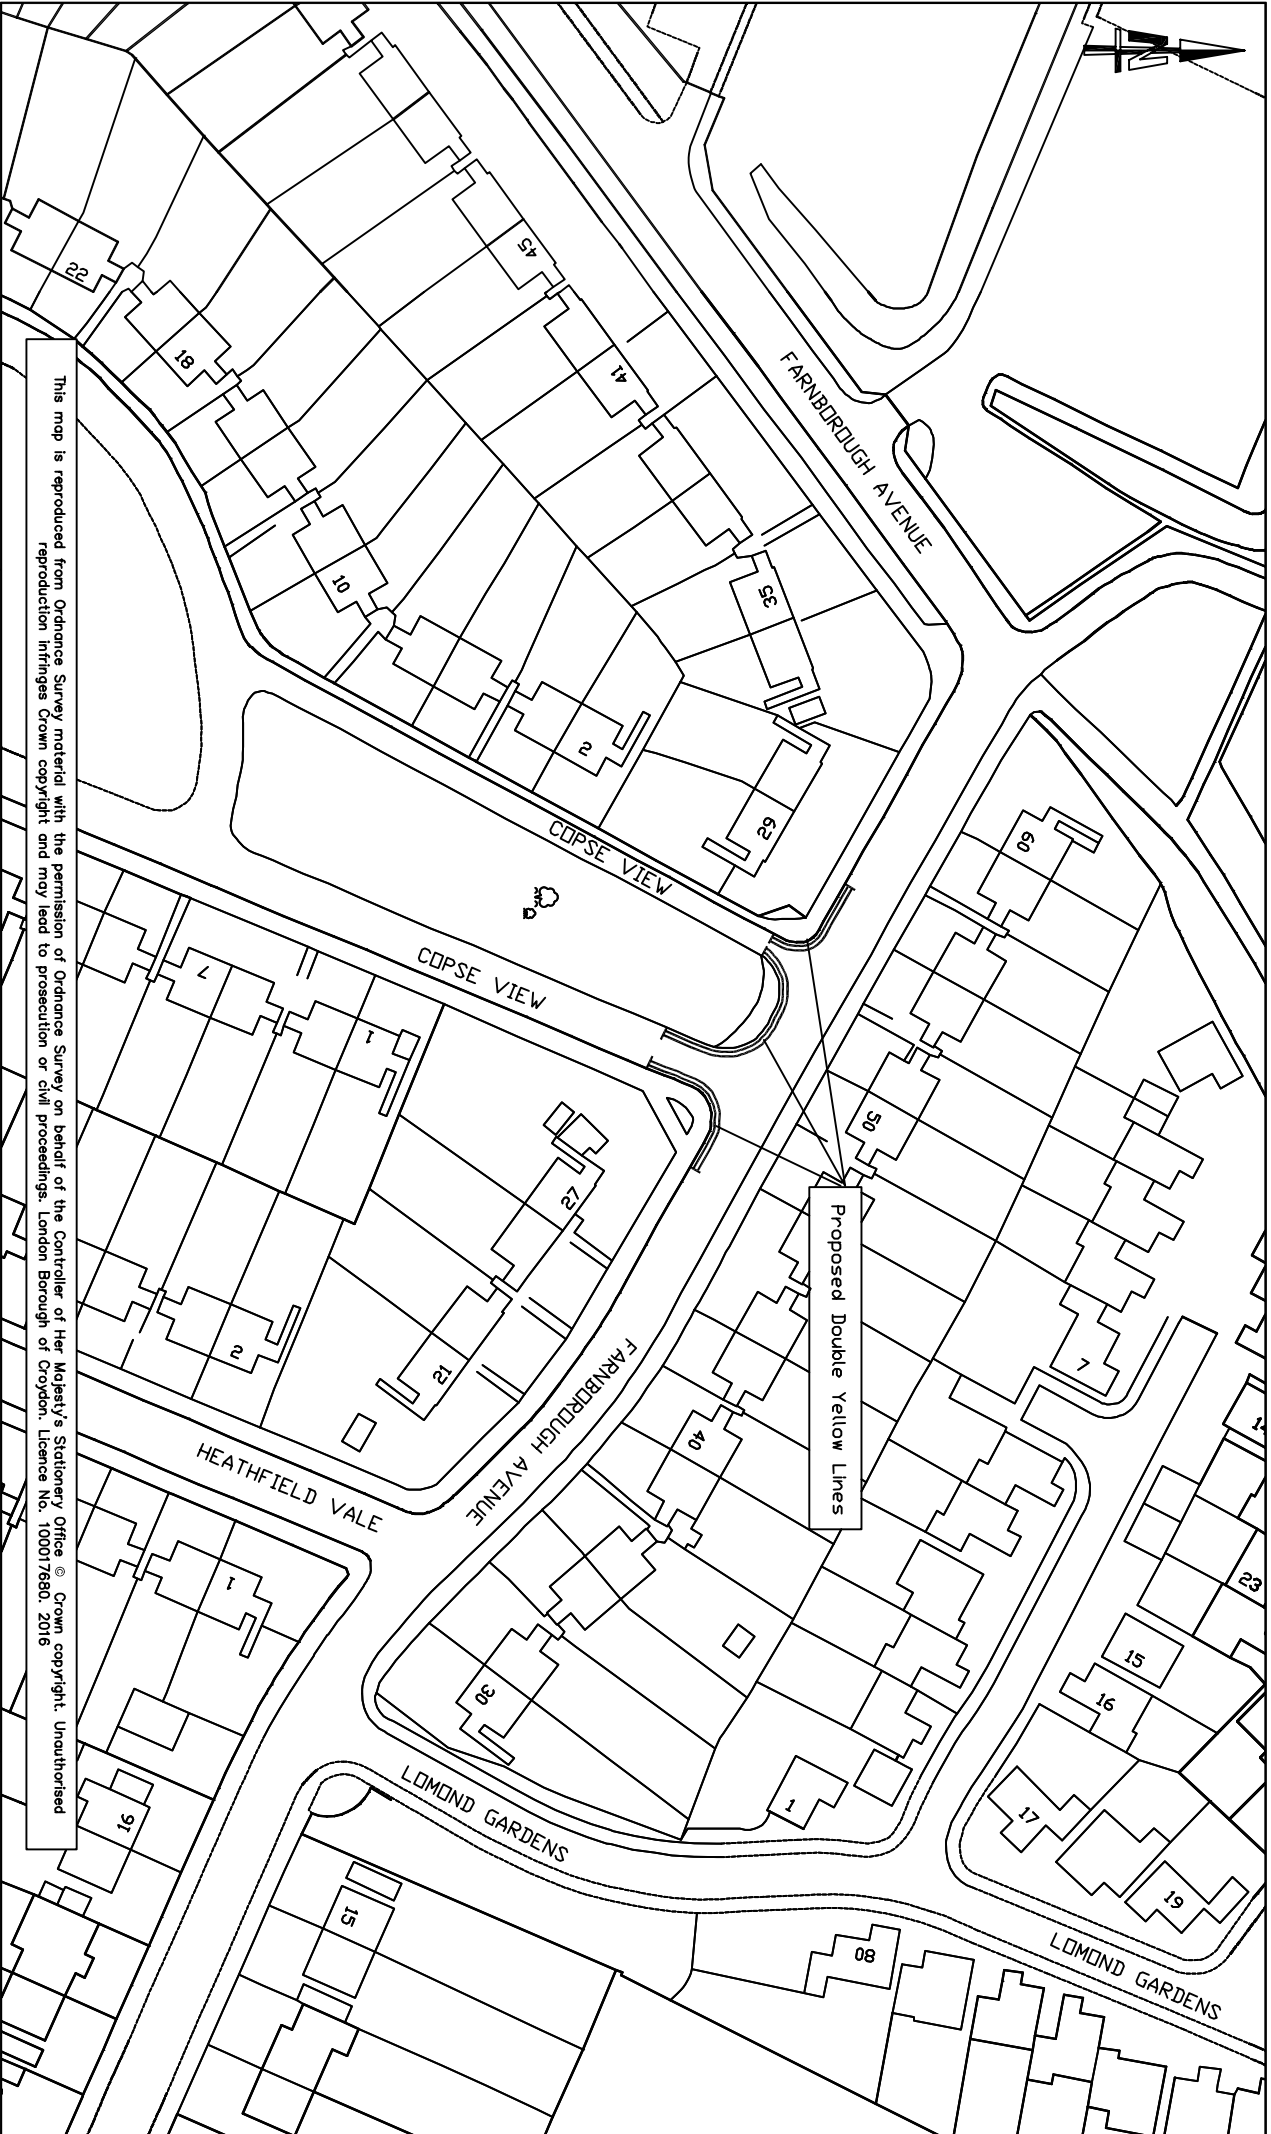 N
FARNBOROUGH AVENUE
45
41
35
29
22
18
10
2
COPSE VIEW
COPSE VIEW
60
50
7
1
27
21
2
Proposed Double Yellow Lines
40
7
14
23
FARNBOROUGH AVENUE
HEATHFIELD VALE
1
30
15
16
17
19
1
LOMOND GARDENS
LOMOND GARDENS
16
15
80
This map is reproduced from Ordnance Survey material with the permission of Ordnance Survey on behalf of the Controller of Her Majesty's Stationery Office © Crown copyright. Unauthorised
reproduction infringes Crown copyright and may lead to prosecution or civil proceedings. London Borough of Croydon. Licence No. 100017680. 2016